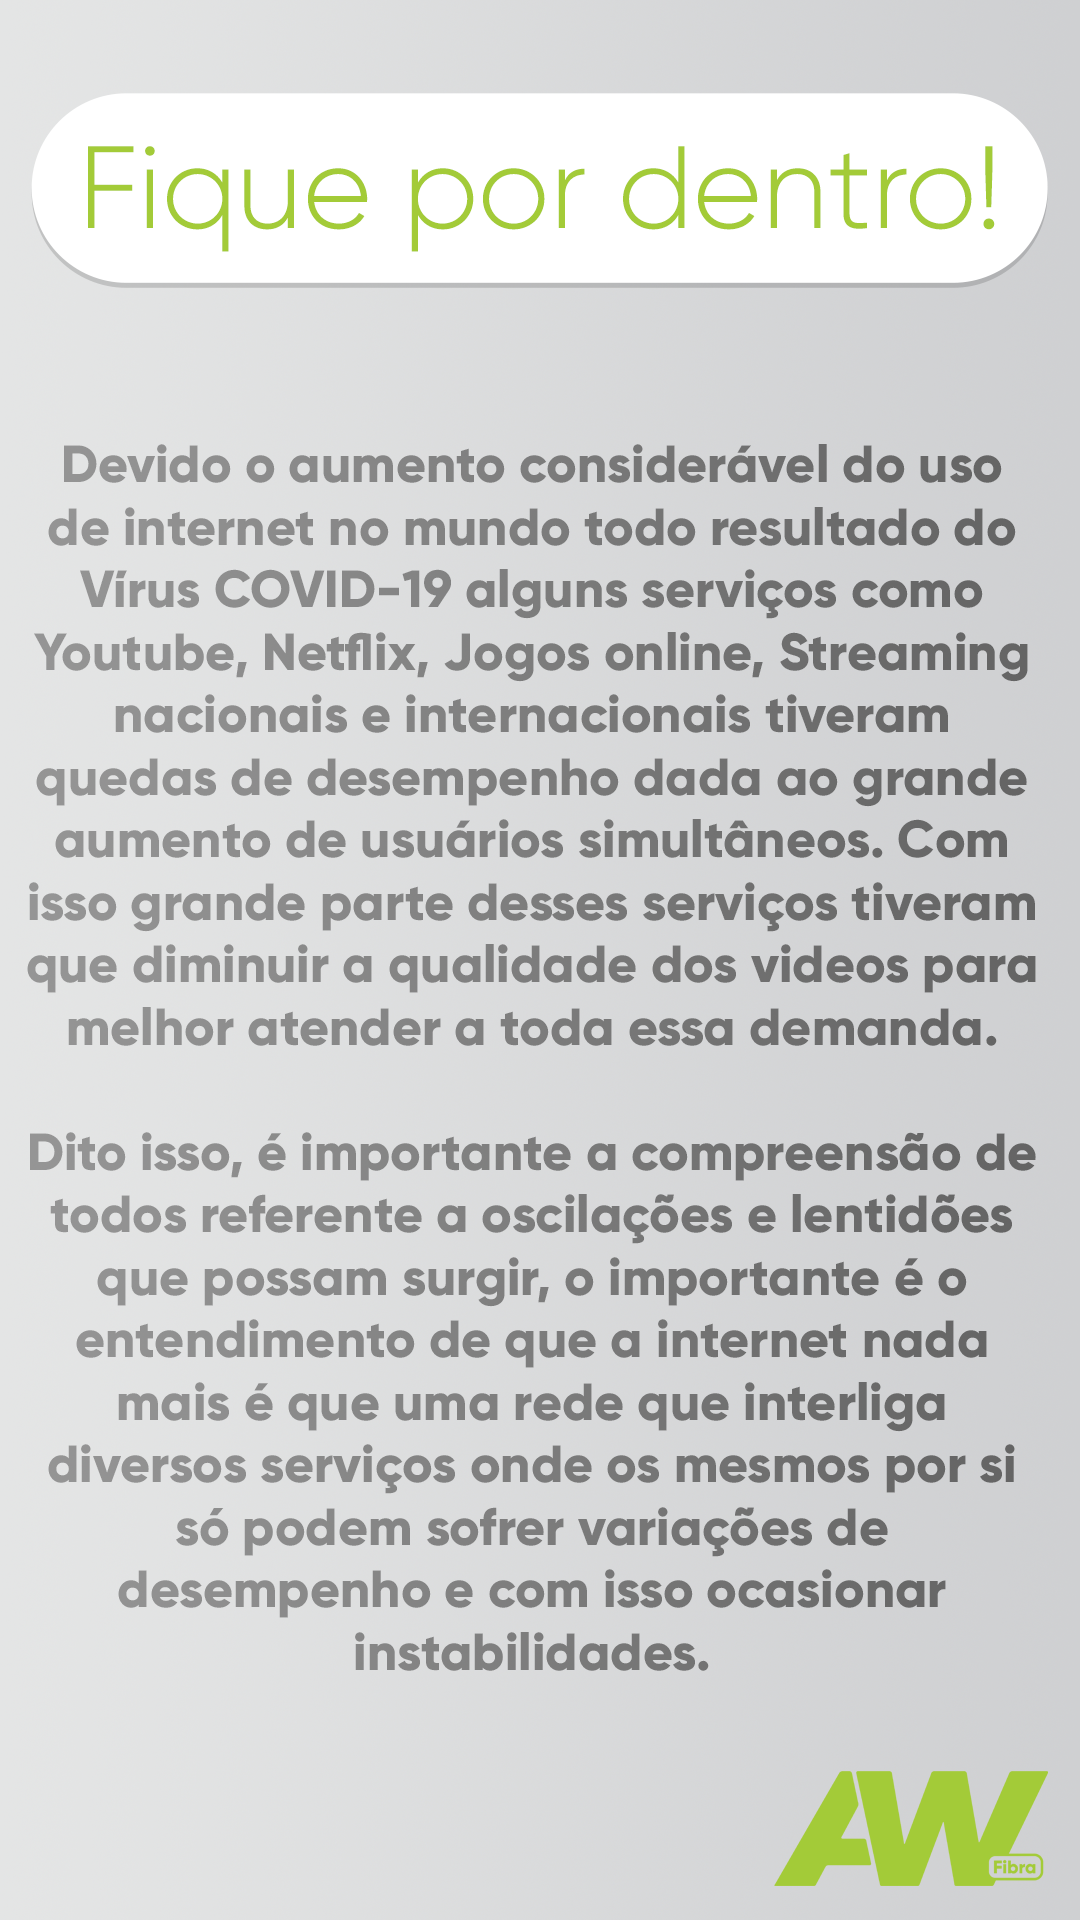 Fique por dentro!
Devido o aumento considerável do uso
de internet no mundo todo resultado do
Vírus COVID-19 alguns serviços como
Youtube, Netflix, Jogos online, Streaming
nacionais e internacionais tiveram
quedas de desempenho dada ao grande
aumento de usuários simultâneos. Com
isso grande parte desses serviços tiveram
que diminuir a qualidade dos videos para
melhor atender a toda essa demanda.
Dito isso, é importante a compreensão de
todos referente a oscilações e lentidões
que possam surgir, o importante é o
entendimento de que a internet nada
mais é que uma rede que interliga
diversos serviços onde os mesmos por si
só podem sofrer variações de
desempenho e com isso ocasionar
instabilidades.
AW
Fibra